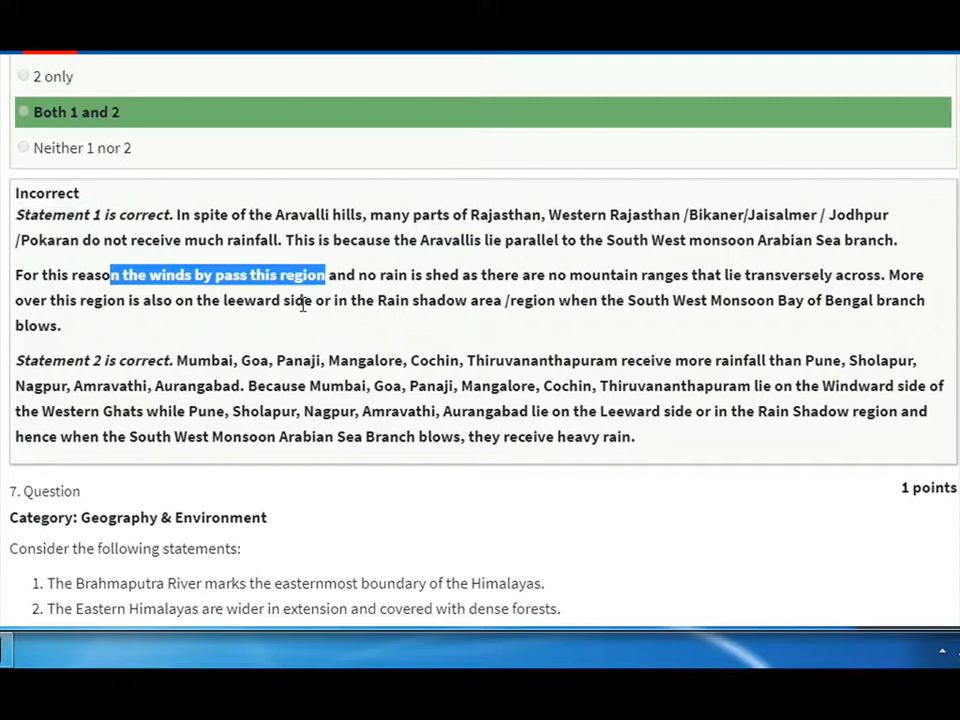 2 only
Both 1 and 2
Neither 1 nor 2
Incorrect
Statement 1 is correct. In spite of the Aravalli hills, many parts of Rajasthan, Western Rajasthan /Bikaner/Jaisalmer / Jodhpur
/Pokaran do not receive much rainfall. This is because the Aravallis lie parallel to the South West monsoon Arabian Sea branch.
For this reason the winds by pass this region and no rain is shed as there are no mountain ranges that lie transversely across. More
over this region is also on the leeward side or in the Rain shadow area /region when the South West Monsoon Bay of Bengal branch
blows.
Statement 2 is correct. Mumbai, Goa, Panaji, Mangalore, Cochin, Thiruvananthapuram receive more rainfall than Pune, Sholapur,
Nagpur, Amravathi, Aurangabad. Because Mumbai, Goa, Panaji, Mangalore, Cochin, Thiruvananthapuram lie on the Windward side of
the Western Ghats while Pune, Sholapur, Nagpur, Amravathi, Aurangabad lie on the Leeward side or in the Rain Shadow region and
hence when the South West Monsoon Arabian Sea Branch blows, they receive heavy rain.
7. Question
1 points
Category: Geography & Environment
Consider the following statements:
1. The Brahmaputra River marks the easternmost boundary of the Himalayas.
2. The Eastern Himalayas are wider in extension and covered with dense forests.